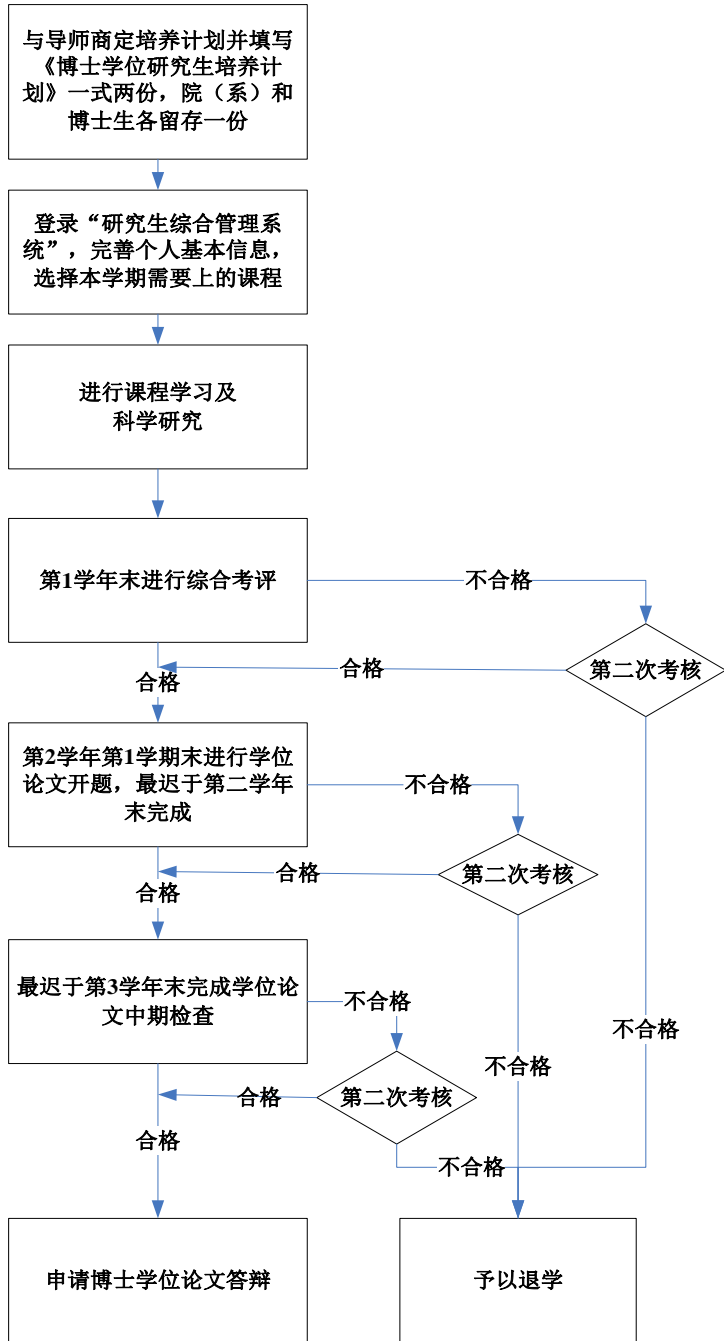 与导师商定培养计划并填写
《博士学位研究生培养计
划》一式两份，院（系）和
博士生各留存一份
登录“研究生综合管理系
统”，完善个人基本信息，
选择本学期需要上的课程
进行课程学习及
科学研究
第1学年末进行综合考评
不合格
第二次考核
合格
合格
第2学年第1学期末进行学位
论文开题，最迟于第二学年
末完成
不合格
第二次考核
合格
合格
最迟于第3学年末完成学位论
文中期检查
不合格
不合格
不合格
第二次考核
合格
合格
不合格
申请博士学位论文答辩
予以退学